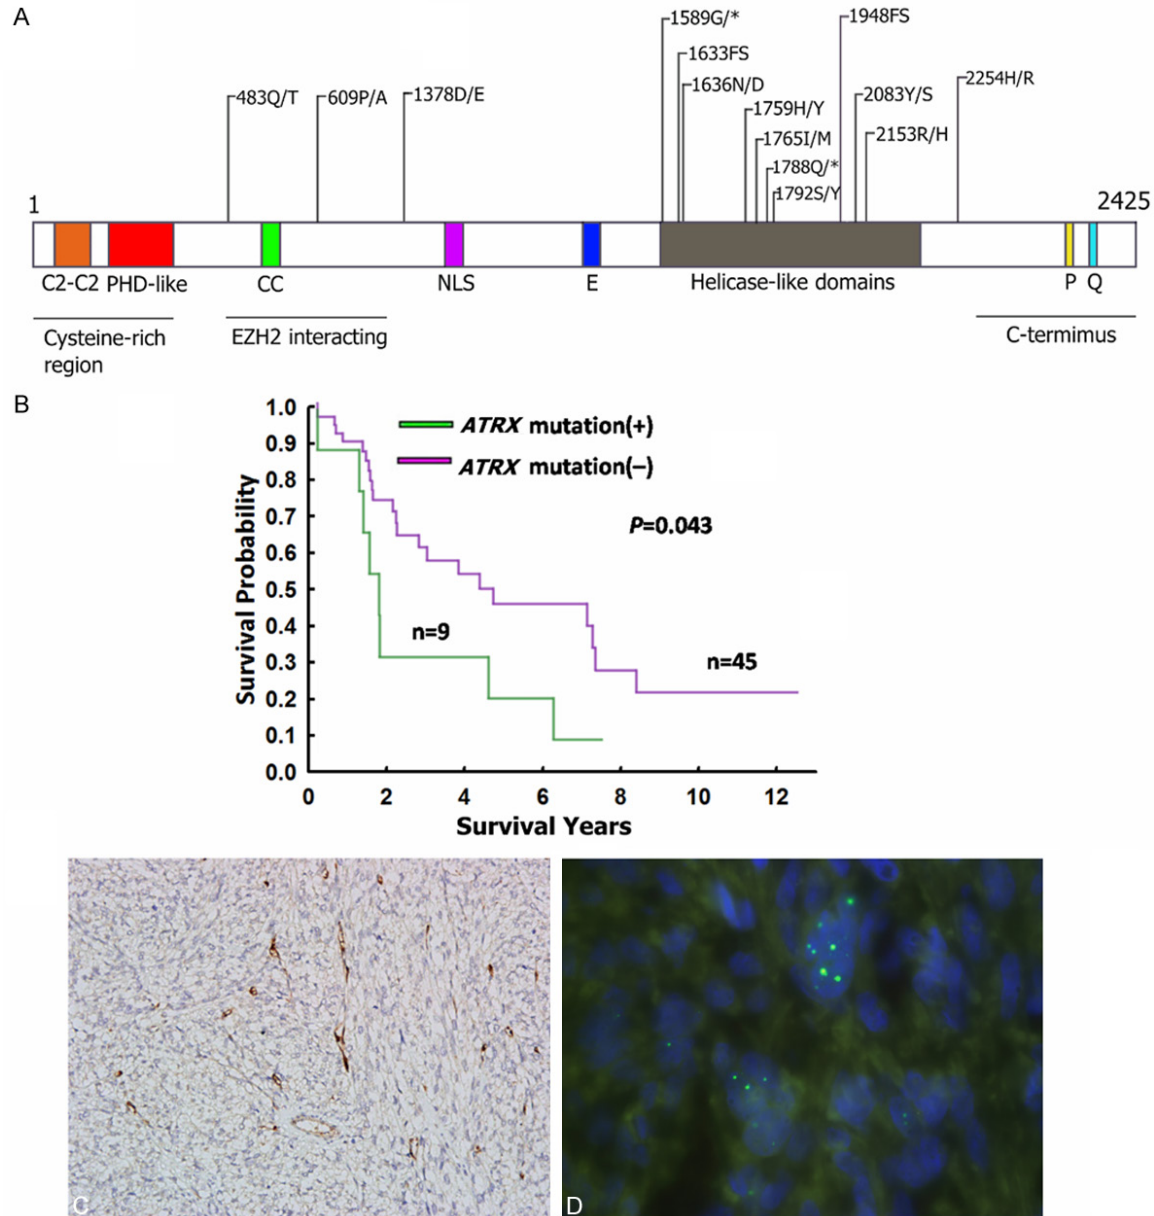 A
1589G/*
1948FS
1633FS
1636N/D
2254H/R
483Q/T
609P/A
1378D/E
2083Y/S
1759H/Y
2153R/H
1765I/M
1788Q/*
1792S/Y
1
2425
C2-C2 PHD-like CC NLS E Helicase-like domains P Q
Cysteine-rich
region
EZH2 interacting
C-termimus
B
1.0
0.9
0.8
0.7
0.6
0.5
0.4
0.3
0.2
0.1
0.0
Survival Probability
ATRX mutation(+)
ATRX mutation(−)
P=0.043
n=9
n=45
0 2 4 6 8 10 12
Survival Years
C
D